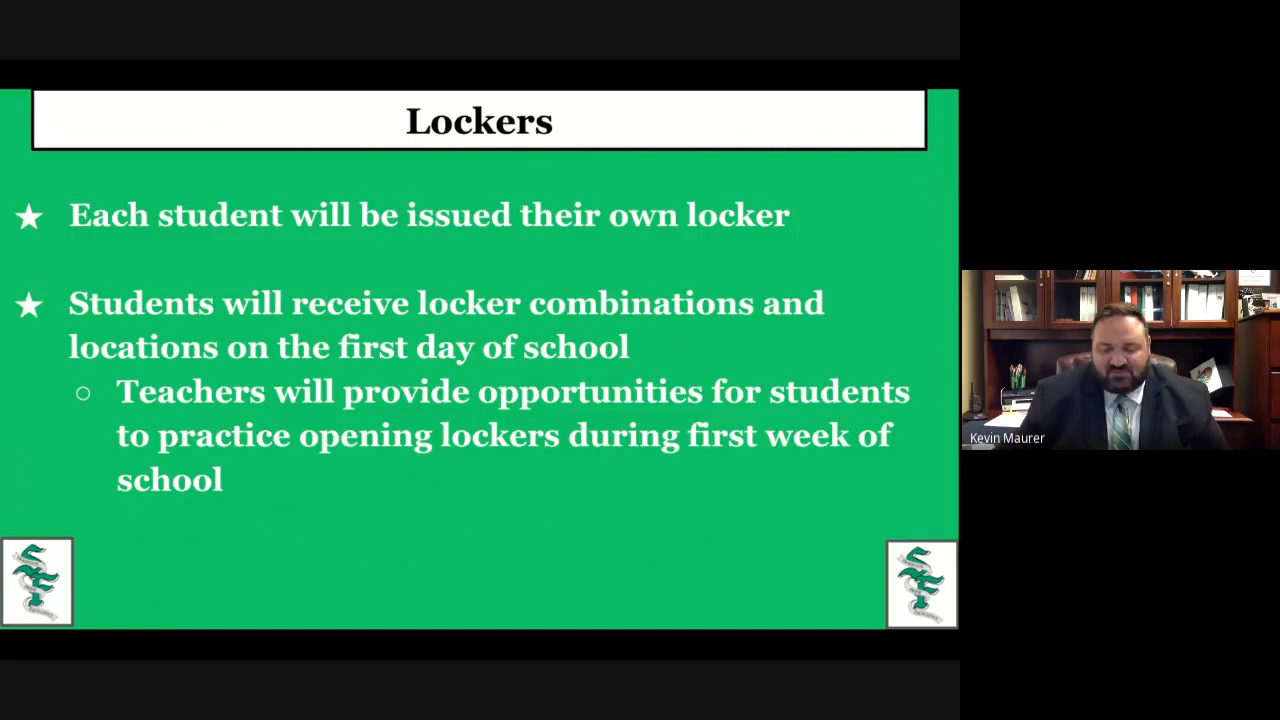 Lockers
★ Each student will be issued their own locker
★ Students will receive locker combinations and
locations on the first day of school
○ Teachers will provide opportunities for students
to practice opening lockers during first week of
school
Kevin Maurer